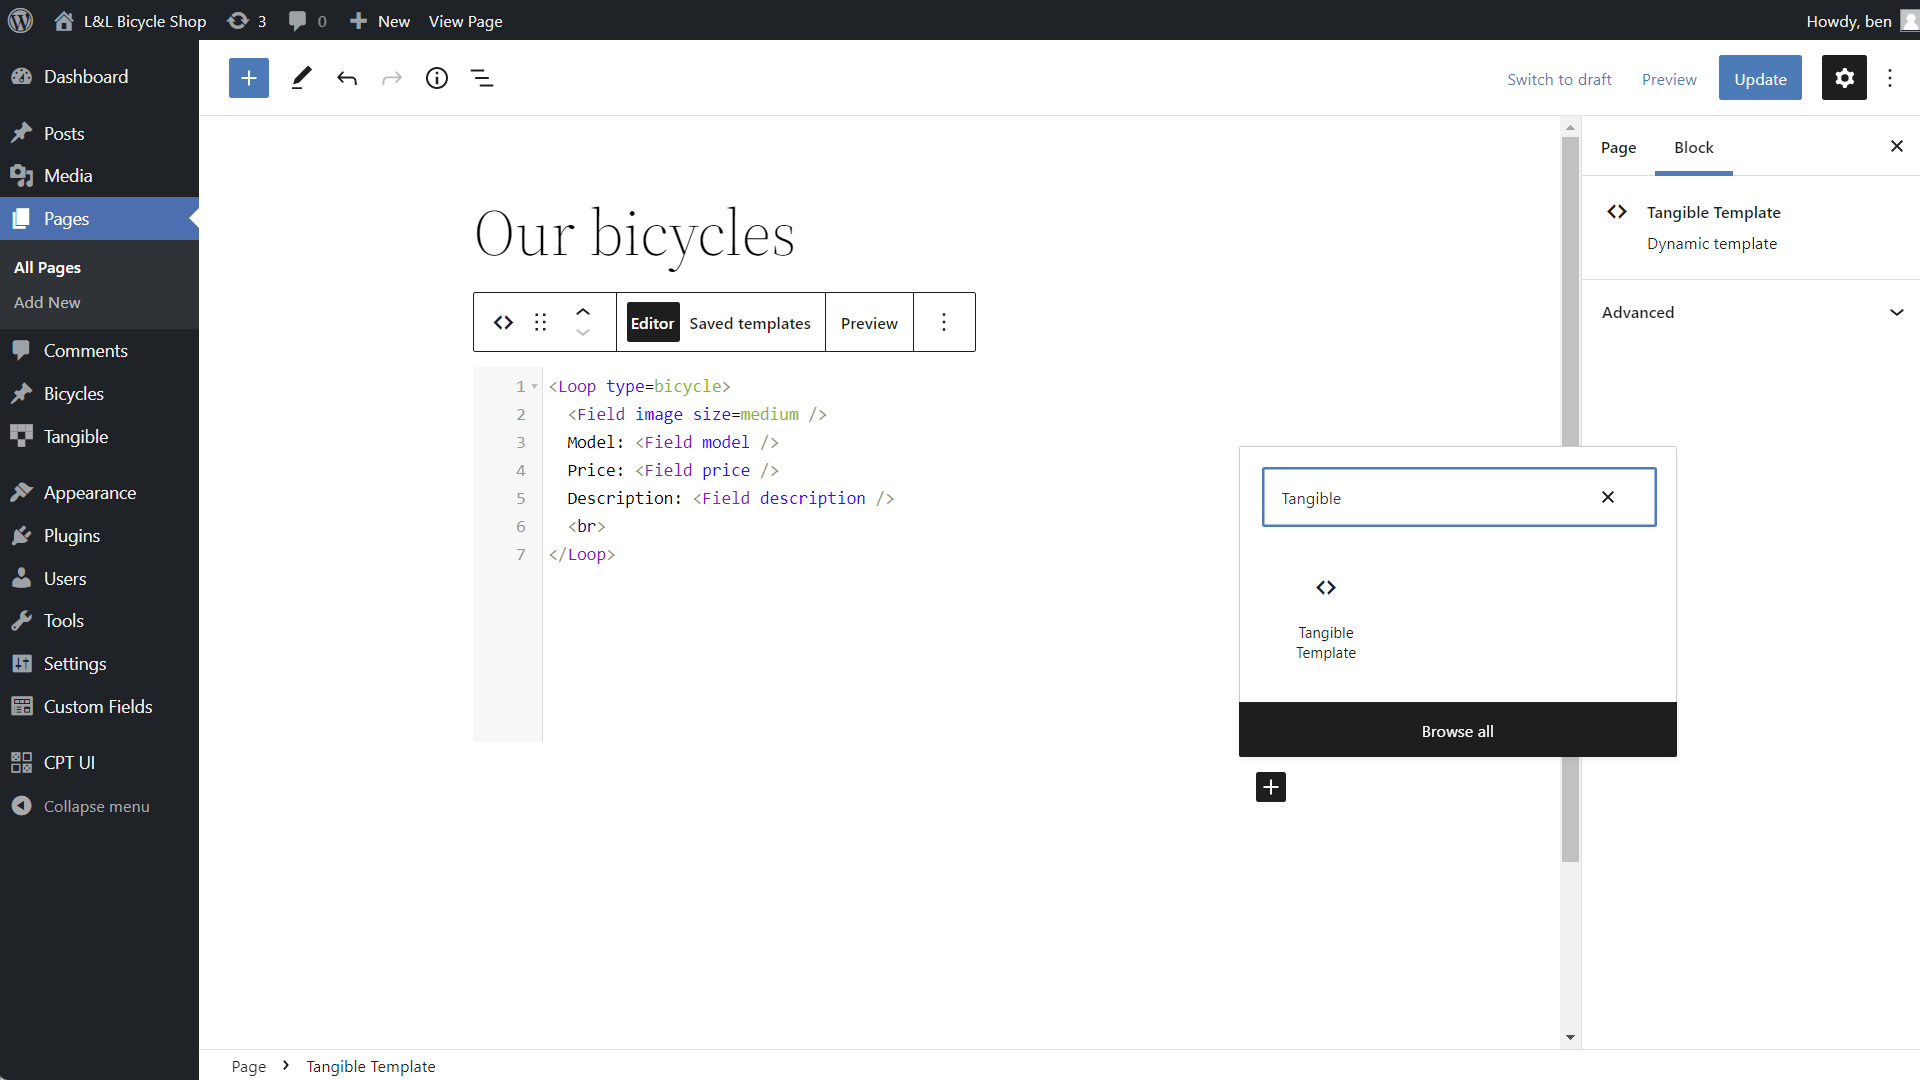 L&L Bicycle Shop 3 0 New View Page Howdy, ben
Dashboard
Posts
Media
Pages
All Pages
Add New
Comments
Bicycles
Tangible
Appearance
Plugins
Users
Tools
Settings
Custom Fields
CPT UI
Collapse menu
Switch to draft Preview Update
Our bicycles
Editor Saved templates Preview
1 <Loop type=bicycle>
2 <Field image size=medium />
3 Model: <Field model />
4 Price: <Field price />
5 Description: <Field description />
6 <br>
7 </Loop>
Tangible
Tangible
Template
Browse all
Page Block
Tangible Template
Dynamic template
Advanced
Page > Tangible Template